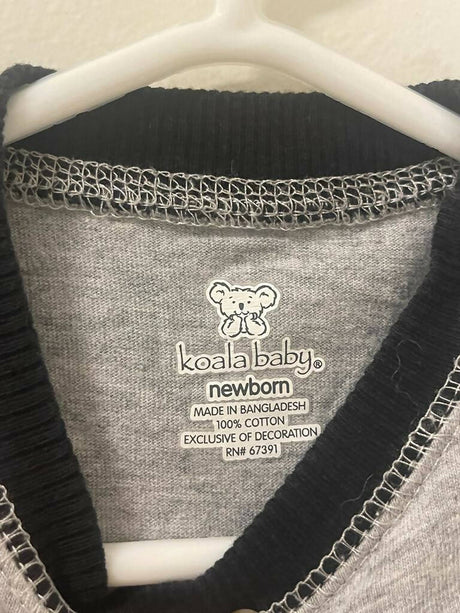 koala baby®
newborn
MADE IN BANGLADESH
100% COTTON
EXCLUSIVE OF DECORATION
RN# 67391